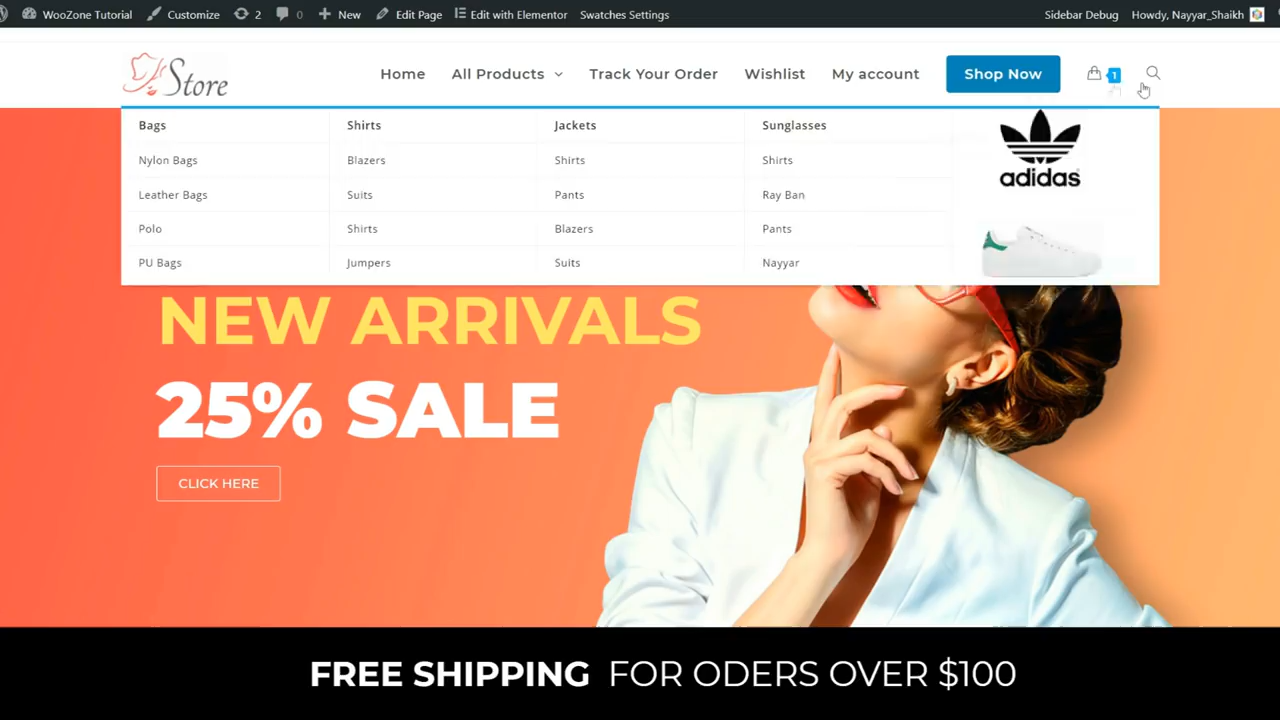 WooZone Tutorial Customize 2 0 New Edit Page Edit with Elementor Swatches Settings Sidebar Debug Howdy, Nayyar_Shaikh
Store Home All Products Track Your Order Wishlist My account Shop Now 1
Bags Shirts Jackets Sunglasses
Nylon Bags Blazers Shirts Shirts
Leather Bags Suits Pants Ray Ban
Polo Shirts Blazers Pants
PU Bags Jumpers Suits Nayyar
adidas
NEW ARRIVALS
25% SALE
CLICK HERE
FREE SHIPPING FOR ODERS OVER $100